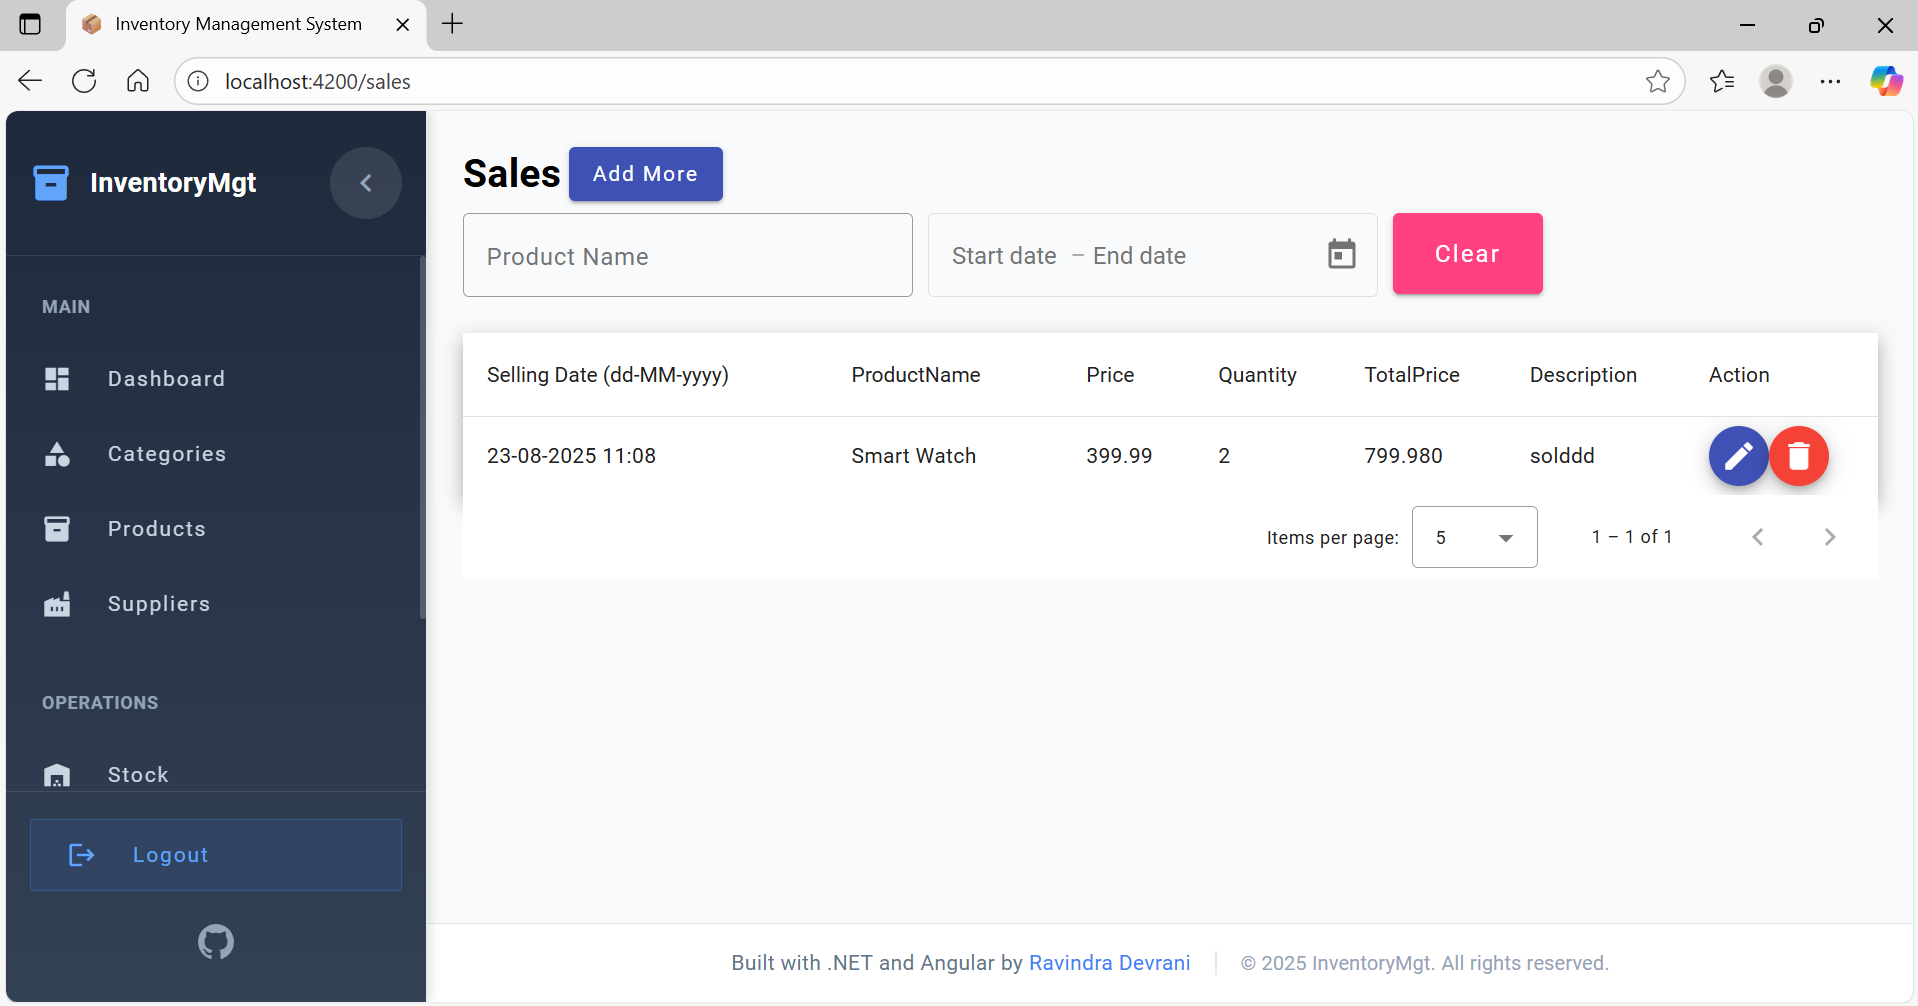 Inventory Management System
localhost:4200/sales
InventoryMgt
MAIN
Dashboard
Categories
Products
Suppliers
OPERATIONS
Stock
Logout
Sales Add More
Product Name Start date – End date Clear
Selling Date (dd-MM-yyyy) ProductName Price Quantity TotalPrice Description Action
23-08-2025 11:08 Smart Watch 399.99 2 799.980 solddd
Items per page: 5 1 – 1 of 1
Built with .NET and Angular by Ravindra Devrani © 2025 InventoryMgt. All rights reserved.